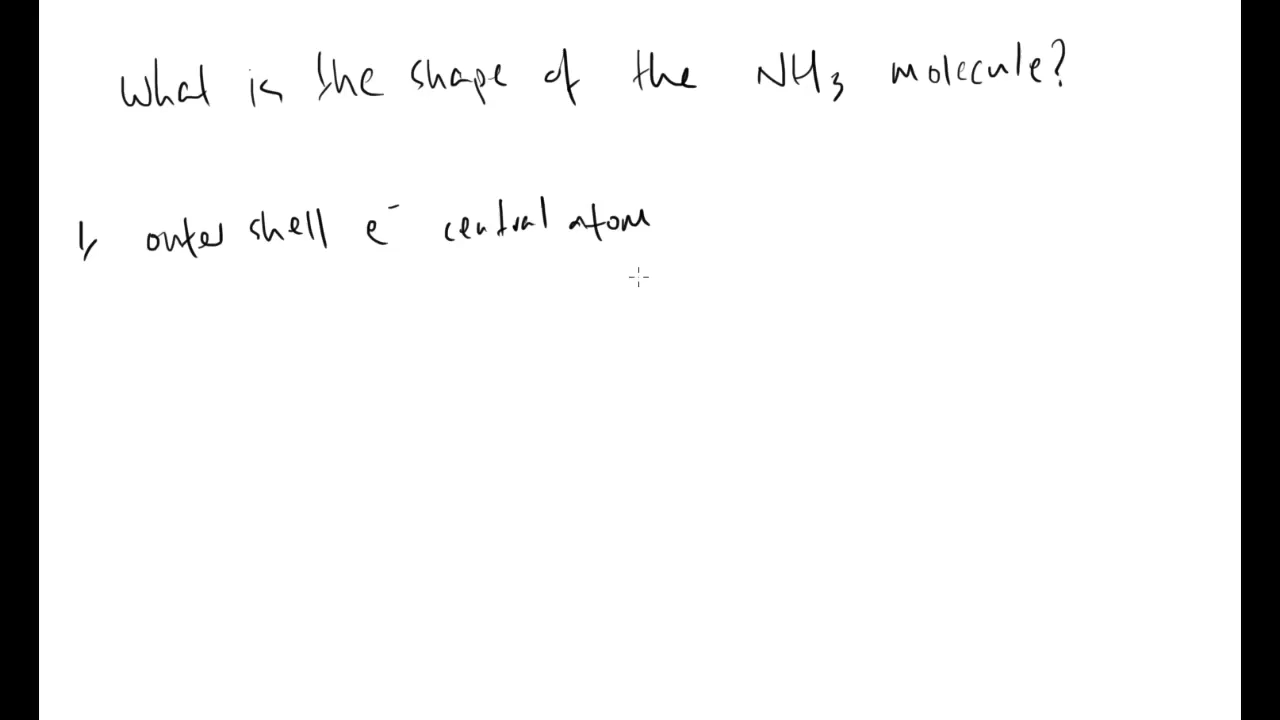 What is the shape of the NH₃ molecule?
1, outer shell e⁻ central atom